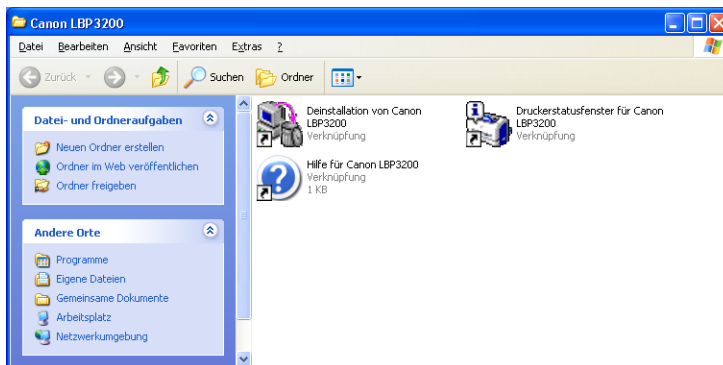 Canon LBP3200
Datei Bearbeiten Ansicht Favoriten Extras ?
Zurück Suchen Ordner
Datei- und Ordneraufgaben
Neuen Ordner erstellen
Ordner im Web veröffentlichen
Ordner freigeben
Andere Orte
Programme
Eigene Dateien
Gemeinsame Dokumente
Arbeitsplatz
Netzwerkumgebung
Deinstallation von Canon
LBP3200
Verknüpfung
Druckerstatusfenster für Canon
LBP3200
Verknüpfung
Hilfe für Canon LBP3200
Verknüpfung
1 KB